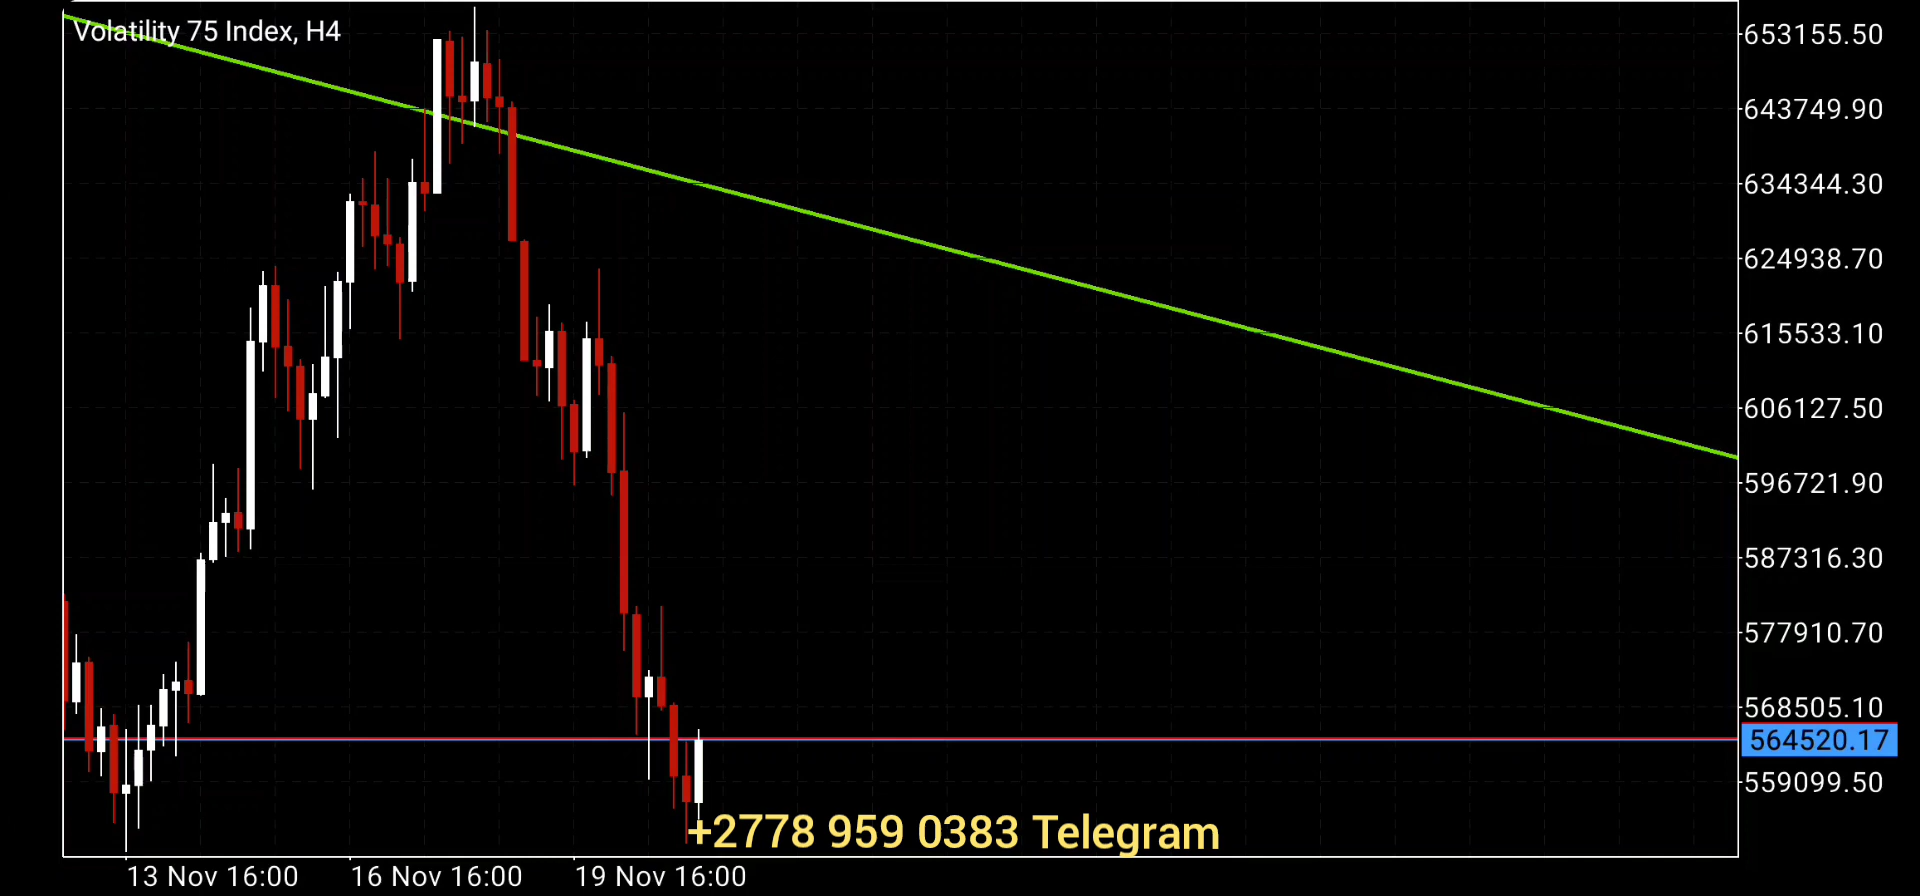 Volatility 75 Index, H4
653155.50
643749.90
634344.30
624938.70
615533.10
606127.50
596721.90
587316.30
577910.70
568505.10
564520.17
559099.50
+2778 959 0383 Telegram
13 Nov 16:00
16 Nov 16:00
19 Nov 16:00